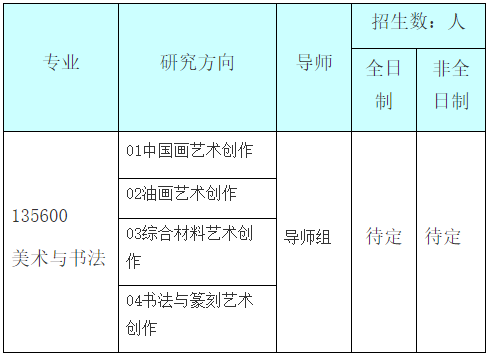 专业
研究方向
导师
招生数：人
全日
制
非全
日制
135600
美术与书法
01中国画艺术创作
02油画艺术创作
03综合材料艺术创
作
04书法与篆刻艺术
创作
导师组
待定
待定